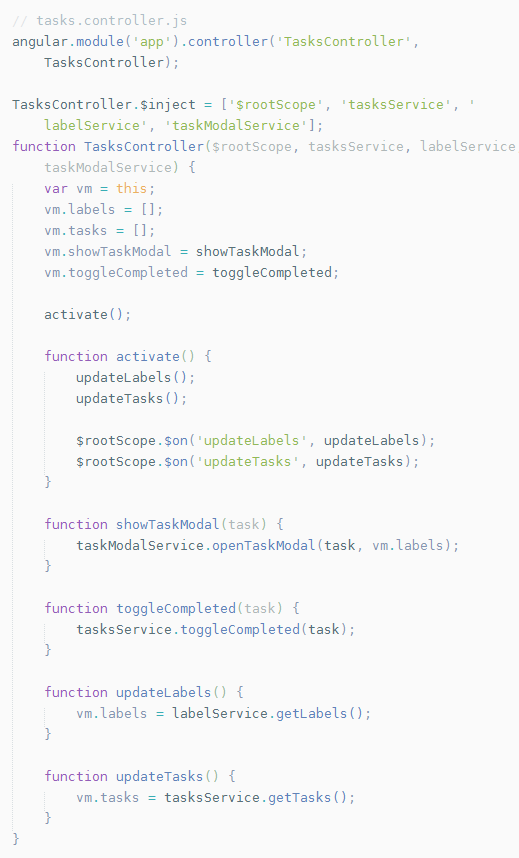 // tasks.controller.js
angular.module('app').controller('TasksController',
    TasksController);

TasksController.$inject = ['$rootScope', 'tasksService', '
    labelService', 'taskModalService'];
function TasksController($rootScope, tasksService, labelService
    taskModalService) {
    var vm = this;
    vm.labels = [];
    vm.tasks = [];
    vm.showTaskModal = showTaskModal;
    vm.toggleCompleted = toggleCompleted;

    activate();

    function activate() {
        updateLabels();
        updateTasks();

        $rootScope.$on('updateLabels', updateLabels);
        $rootScope.$on('updateTasks', updateTasks);
    }

    function showTaskModal(task) {
        taskModalService.openTaskModal(task, vm.labels);
    }

    function toggleCompleted(task) {
        tasksService.toggleCompleted(task);
    }

    function updateLabels() {
        vm.labels = labelService.getLabels();
    }

    function updateTasks() {
        vm.tasks = tasksService.getTasks();
    }
}